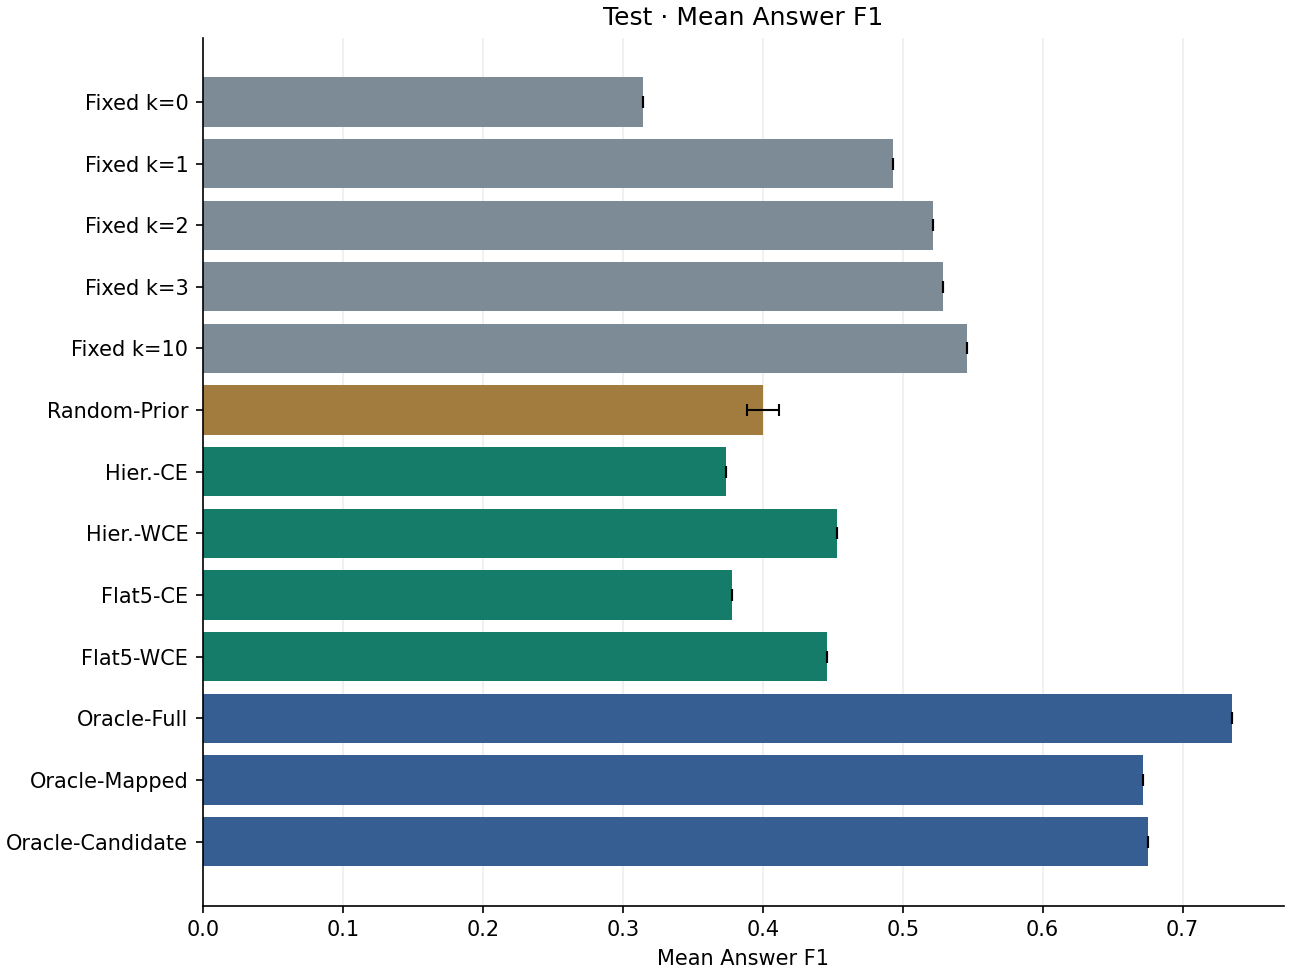 Test · Mean Answer F1
Fixed k=0
Fixed k=1
Fixed k=2
Fixed k=3
Fixed k=10
Random-Prior
Hier.-CE
Hier.-WCE
Flat5-CE
Flat5-WCE
Oracle-Full
Oracle-Mapped
Oracle-Candidate
0.0 0.1 0.2 0.3 0.4 0.5 0.6 0.7
Mean Answer F1